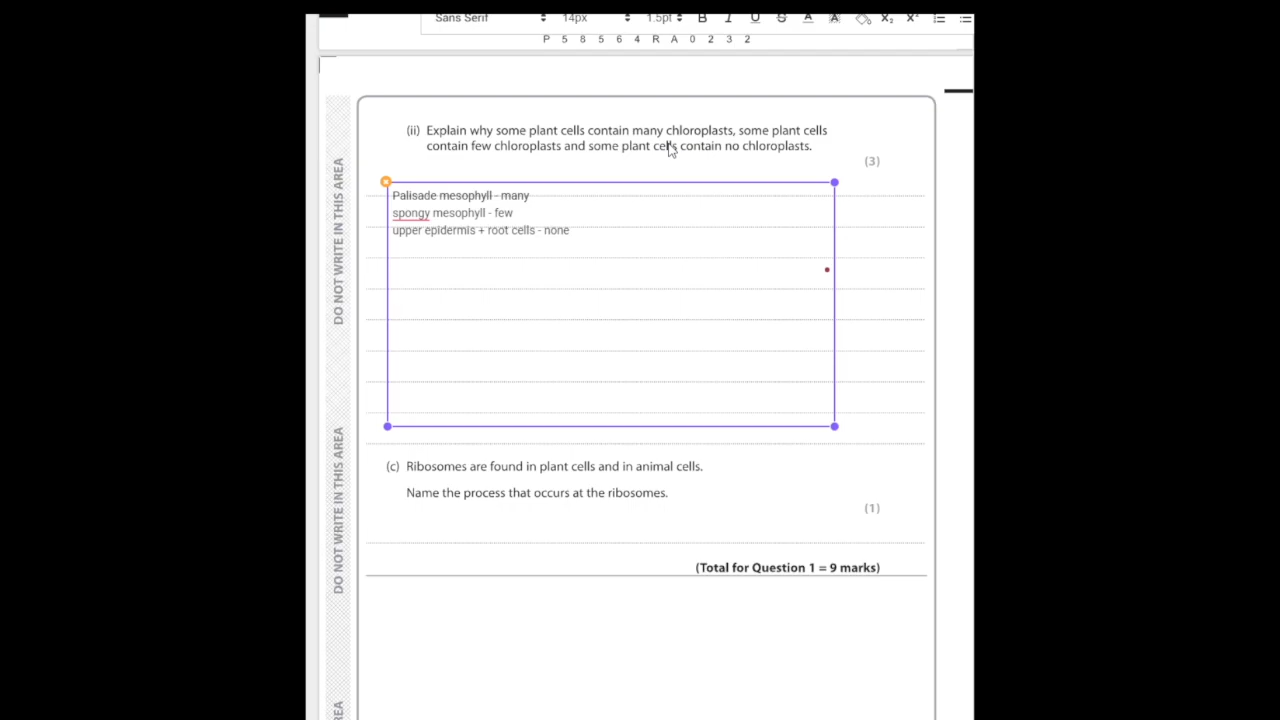 Sans Serif 14px 1.5pt B I U S A A X₂ X²
P 5 8 5 6 4 R A 0 2 3 2
(ii) Explain why some plant cells contain many chloroplasts, some plant cells
contain few chloroplasts and some plant cells contain no chloroplasts.
(3)
Palisade mesophyll - many
spongy mesophyll - few
upper epidermis + root cells - none
(c) Ribosomes are found in plant cells and in animal cells.
Name the process that occurs at the ribosomes.
(1)
(Total for Question 1 = 9 marks)
DO NOT WRITE IN THIS AREA
DO NOT WRITE IN THIS AREA
REA